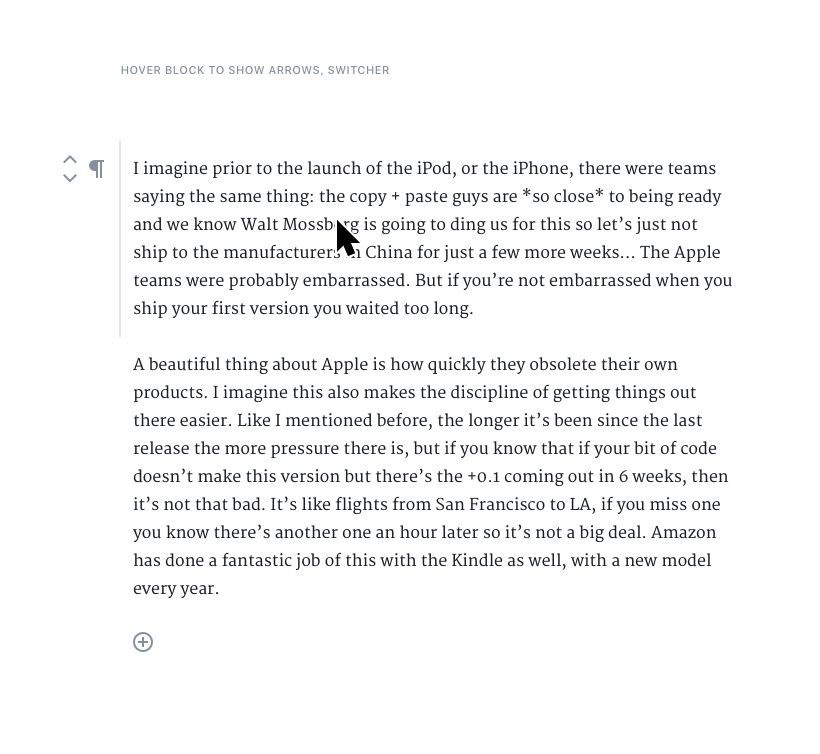 HOVER BLOCK TO SHOW ARROWS, SWITCHER
¶
I imagine prior to the launch of the iPod, or the iPhone, there were teams
saying the same thing: the copy + paste guys are *so close* to being ready
and we know Walt Mossberg is going to ding us for this so let’s just not
ship to the manufacturers in China for just a few more weeks… The Apple
teams were probably embarrassed. But if you’re not embarrassed when you
ship your first version you waited too long.
A beautiful thing about Apple is how quickly they obsolete their own
products. I imagine this also makes the discipline of getting things out
there easier. Like I mentioned before, the longer it’s been since the last
release the more pressure there is, but if you know that if your bit of code
doesn’t make this version but there’s the +0.1 coming out in 6 weeks, then
it’s not that bad. It’s like flights from San Francisco to LA, if you miss one
you know there’s another one an hour later so it’s not a big deal. Amazon
has done a fantastic job of this with the Kindle as well, with a new model
every year.